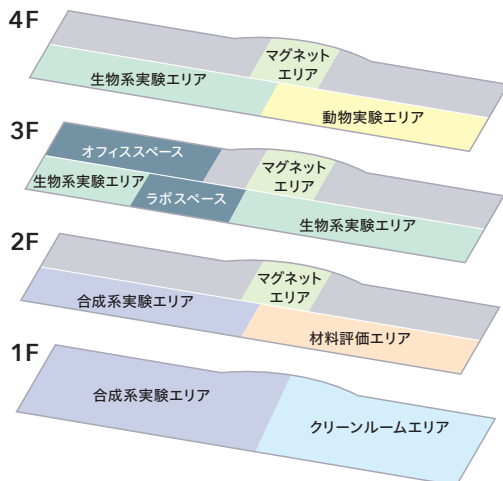 4F
マグネット
エリア
生物系実験エリア
動物実験エリア
3F
オフィススペース
マグネット
エリア
生物系実験エリア
ラボスペース
生物系実験エリア
2F
マグネット
エリア
合成系実験エリア
材料評価エリア
1F
合成系実験エリア
クリーンルームエリア